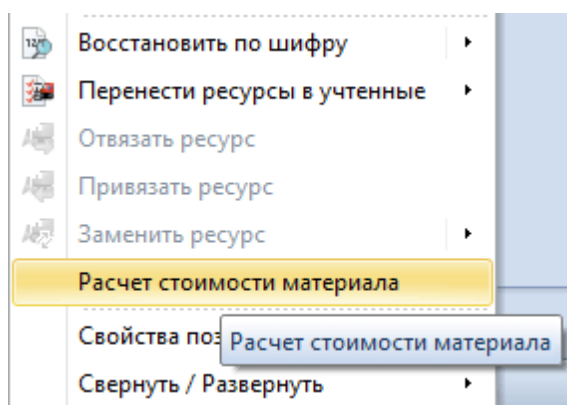 Восстановить по шифру
Перенести ресурсы в учтенные
Отвязать ресурс
Привязать ресурс
Заменить ресурс
Расчет стоимости материала
Свойства поз
Расчет стоимости материала
Свернуть / Развернуть